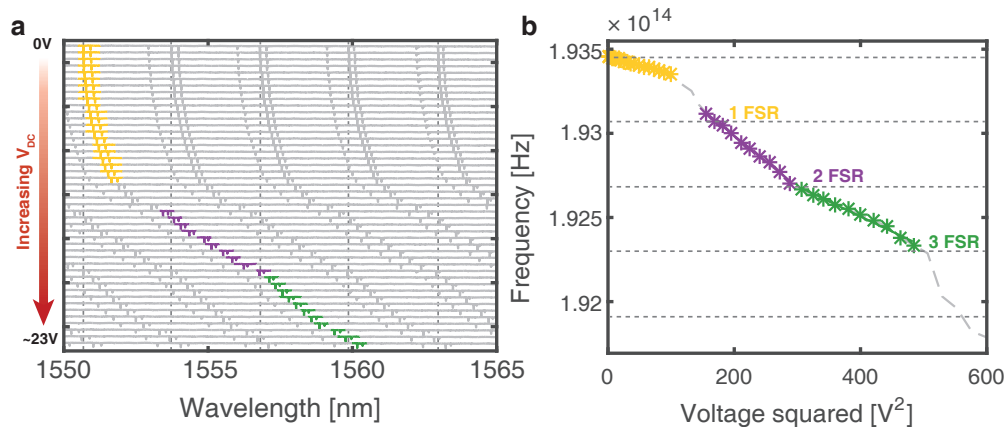 a
0V
Increasing V_DC
~23V
1550
1555
1560
1565
Wavelength [nm]
b
× 10^14
1.935
1.93
1.925
1.92
Frequency [Hz]
1 FSR
2 FSR
3 FSR
0
200
400
600
Voltage squared [V²]